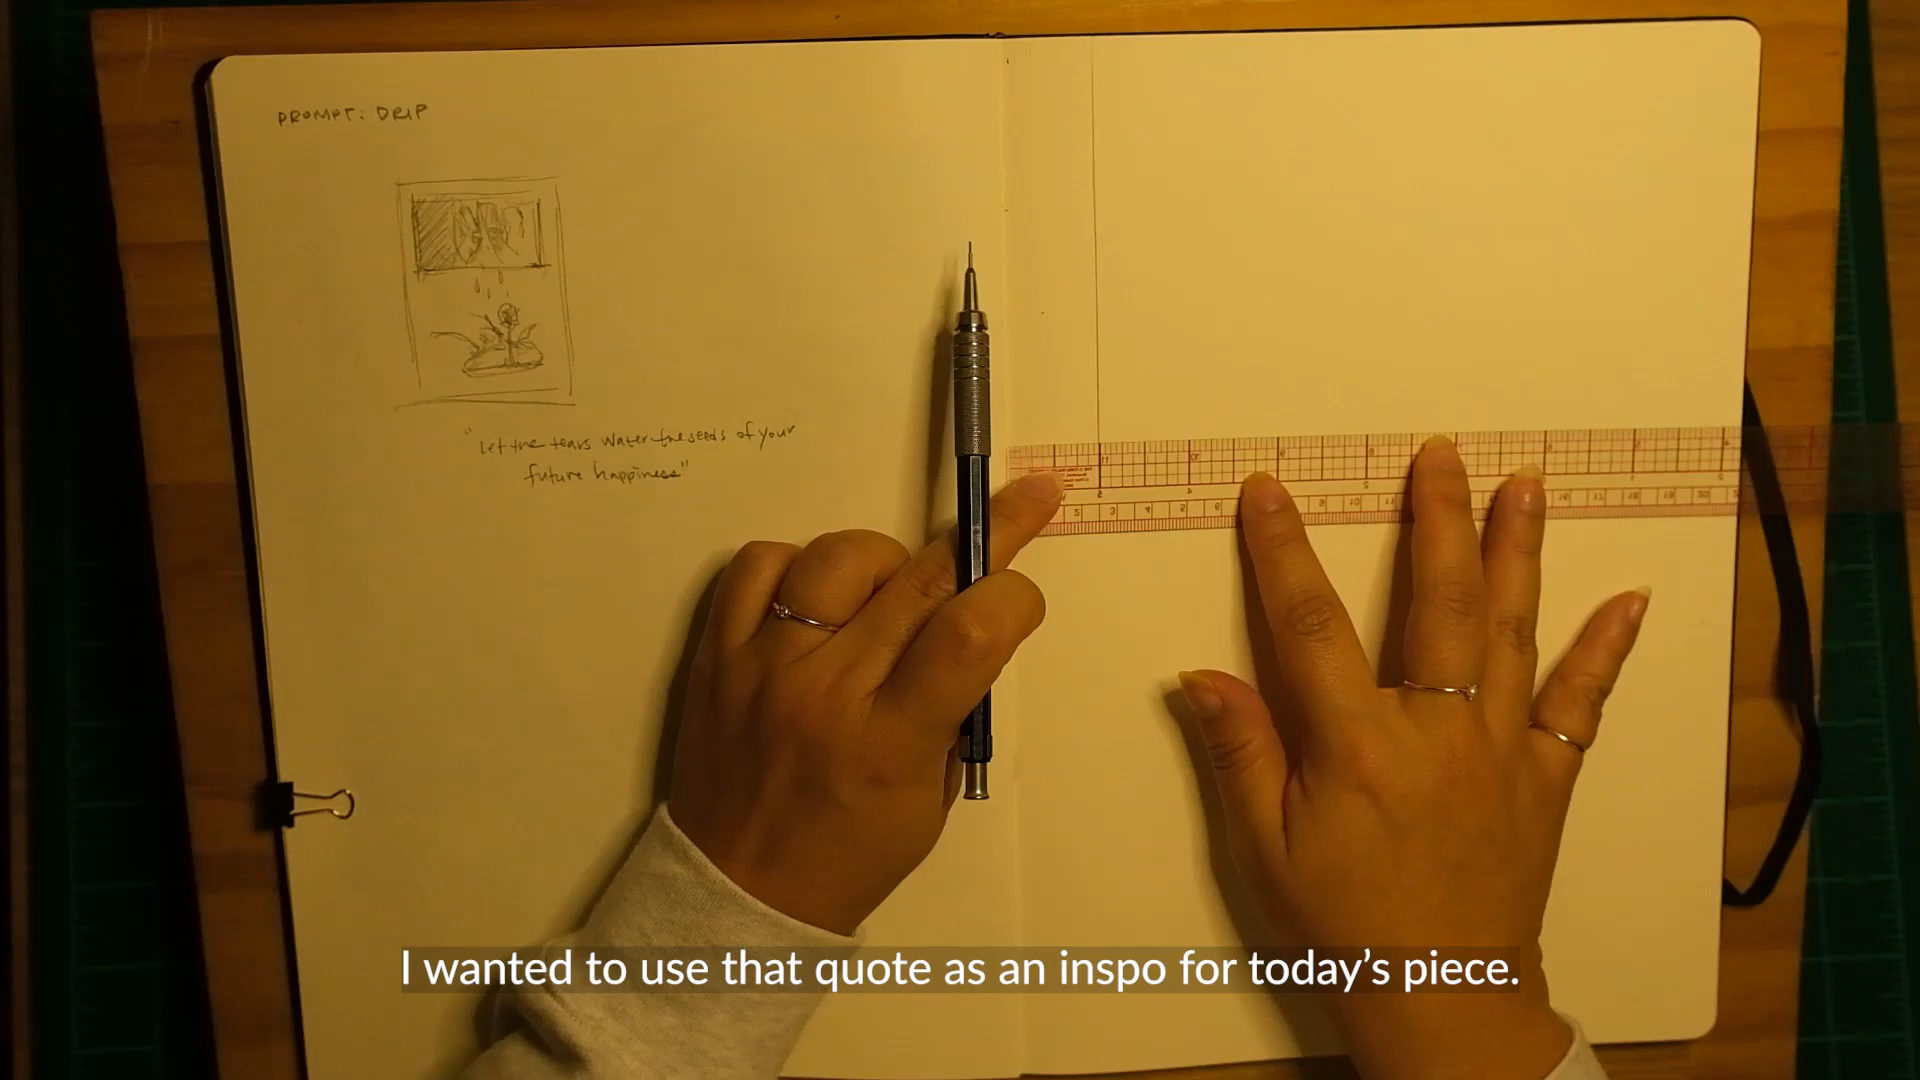 PROMPT: DRIP
"Let the tears water the seeds of your
future happiness"
I wanted to use that quote as an inspo for today's piece.